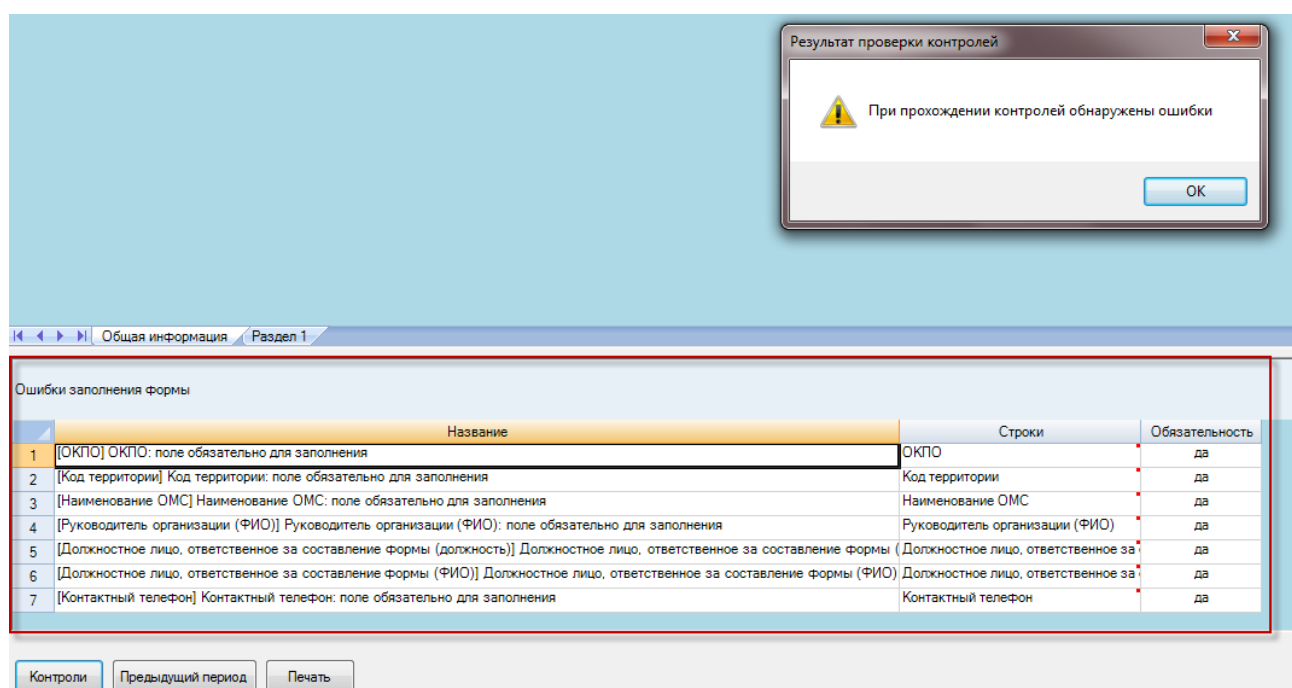 Результат проверки контролей
При прохождении контролей обнаружены ошибки
OK
Общая информация Раздел 1
Ошибки заполнения формы
Название Строки Обязательность
1 [ОКПО] ОКПО: поле обязательно для заполнения ОКПО да
2 [Код территории] Код территории: поле обязательно для заполнения Код территории да
3 [Наименование ОМС] Наименование ОМС: поле обязательно для заполнения Наименование ОМС да
4 [Руководитель организации (ФИО)] Руководитель организации (ФИО): поле обязательно для заполнения Руководитель организации (ФИО) да
5 [Должностное лицо, ответственное за составление формы (должность)] Должностное лицо, ответственное за составление формы ( Должностное лицо, ответственное за да
6 [Должностное лицо, ответственное за составление формы (ФИО)] Должностное лицо, ответственное за составление формы (ФИО) Должностное лицо, ответственное за да
7 [Контактный телефон] Контактный телефон: поле обязательно для заполнения Контактный телефон да
Контроли Предыдущий период Печать